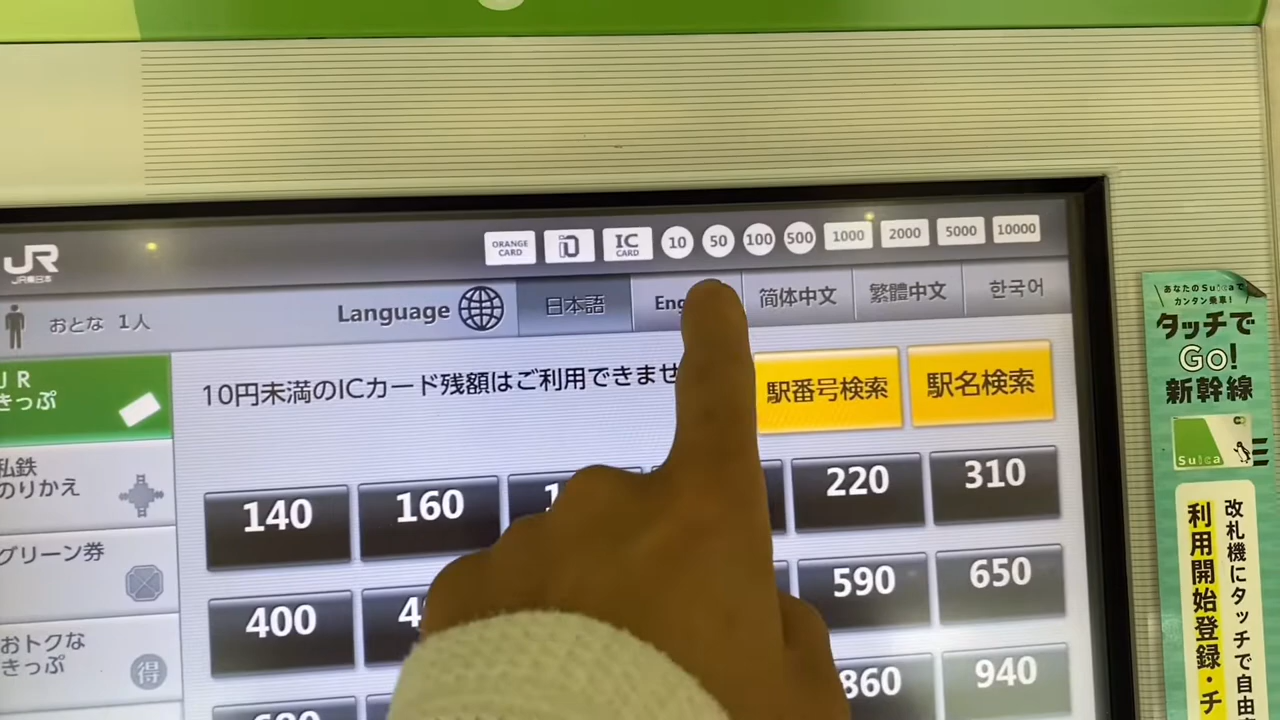 ORANGE CARD
IC CARD
10
50
100
500
1000
2000
5000
10000
JR
JR東日本
おとな 1人
Language
日本語
简体中文
繁體中文
한국어
JR
きっぷ
10円未満のICカード残額はご利用できませ
駅番号検索
駅名検索
私鉄
のりかえ
140
160
220
310
グリーン券
400
590
650
おトクな
きっぷ
得
860
940
あなたのSuicaで
カンタン乗車!
タッチで
Go!
新幹線
Suica
改札機にタッチで自由
利用開始登録・チ